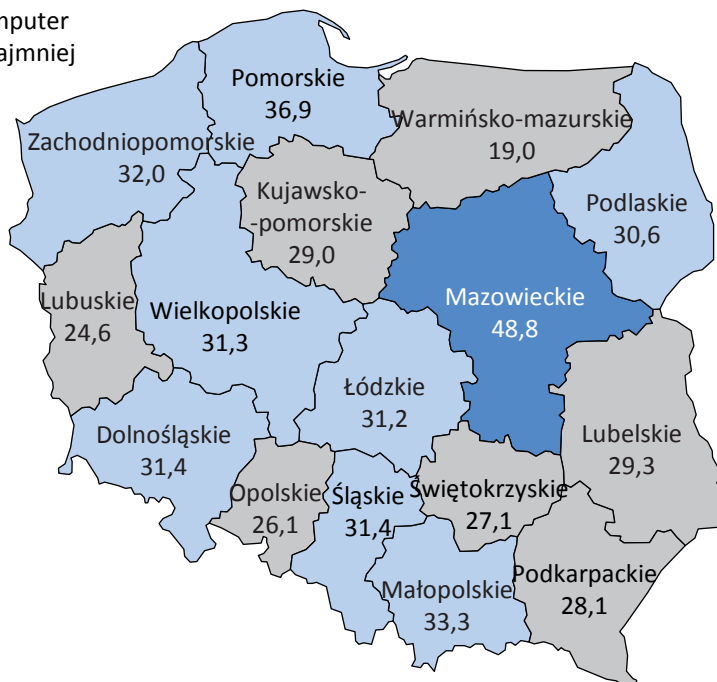 Pomorskie
36,9
Warmińsko-mazurskie
19,0
Zachodniopomorskie
32,0
Kujawsko-
-pomorskie
29,0
Podlaskie
30,6
Lubuskie
24,6
Wielkopolskie
31,3
Mazowieckie
48,8
Łódzkie
31,2
Dolnośląskie
31,4
Lubelskie
29,3
Opolskie
26,1
Śląskie
31,4
Świętokrzyskie
27,1
Małopolskie
33,3
Podkarpackie
28,1